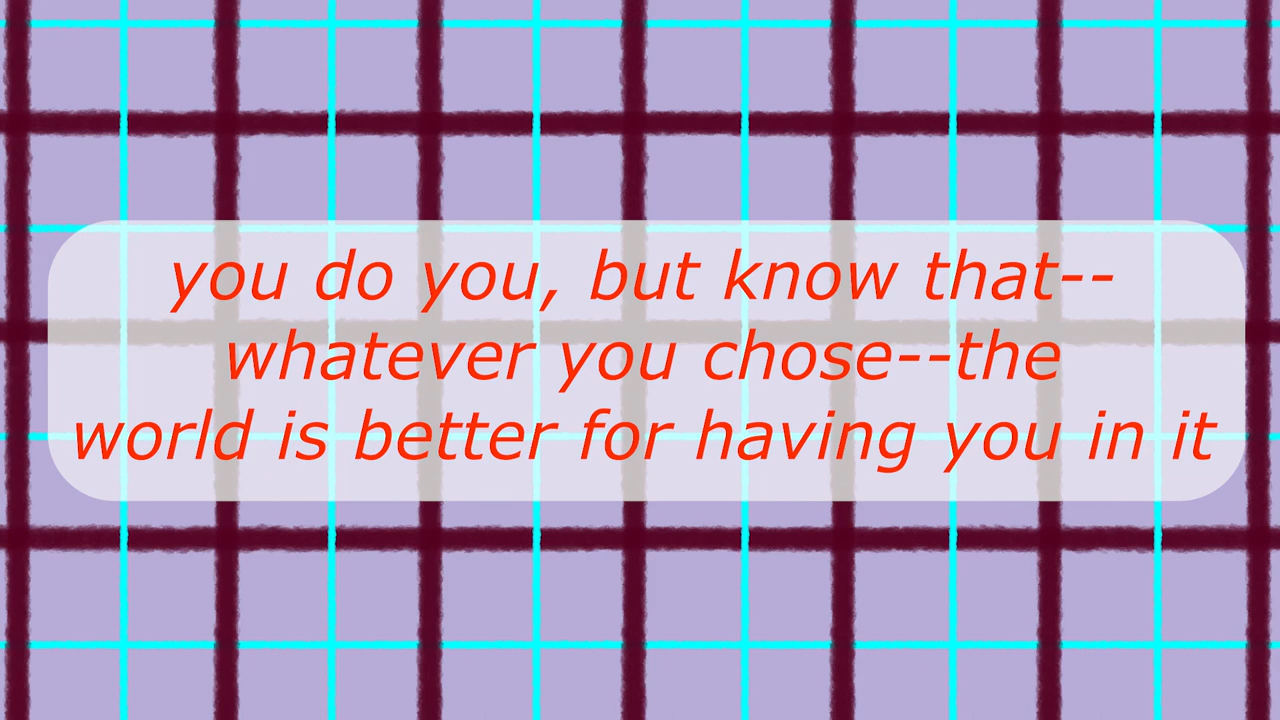 you do you, but know that--
whatever you chose--the
world is better for having you in it